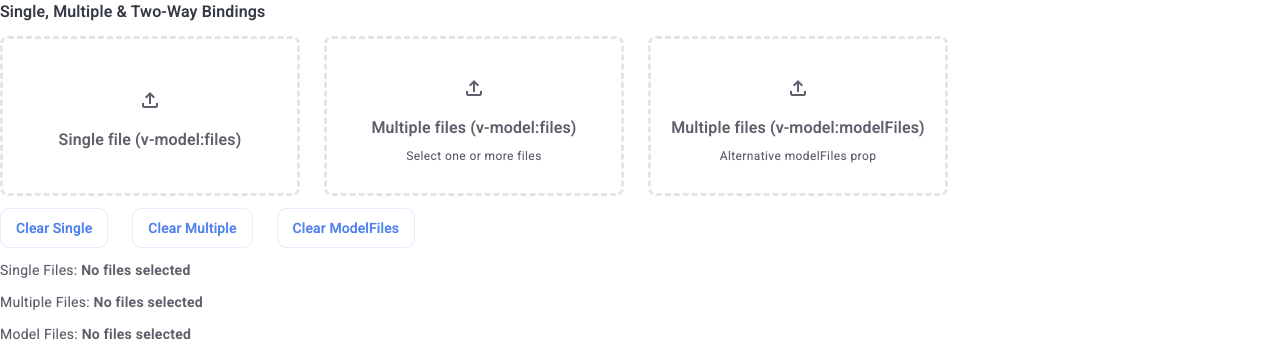 Single, Multiple & Two-Way Bindings
Single file (v-model:files)
Multiple files (v-model:files)
Select one or more files
Multiple files (v-model:modelFiles)
Alternative modelFiles prop
Clear Single
Clear Multiple
Clear ModelFiles
Single Files: No files selected
Multiple Files: No files selected
Model Files: No files selected